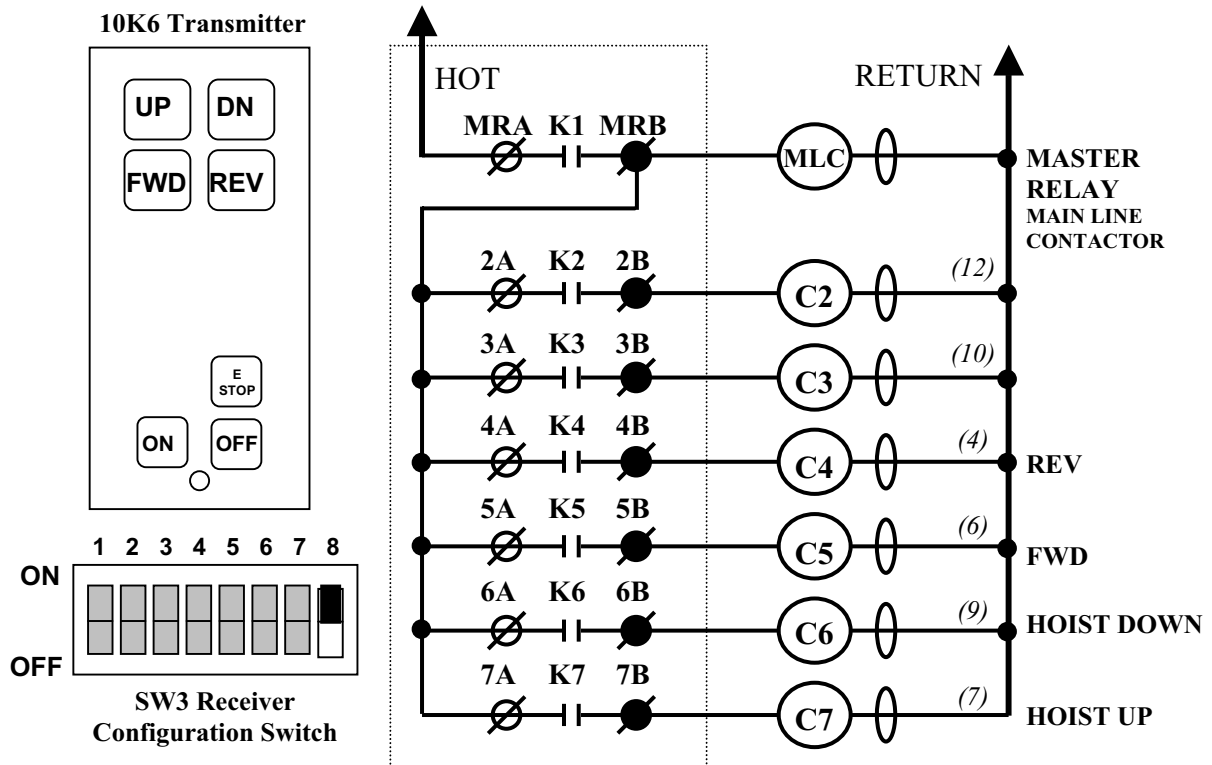 10K6 Transmitter
UP DN
FWD REV
E
STOP
ON OFF
1 2 3 4 5 6 7 8
ON
OFF
SW3 Receiver
Configuration Switch
HOT
RETURN
MRA K1 MRB
MLC
MASTER
RELAY
MAIN LINE
CONTACTOR
2A K2 2B
C2
(12)
3A K3 3B
C3
(10)
4A K4 4B
C4
(4)
REV
5A K5 5B
C5
(6)
FWD
6A K6 6B
C6
(9)
HOIST DOWN
7A K7 7B
C7
(7)
HOIST UP